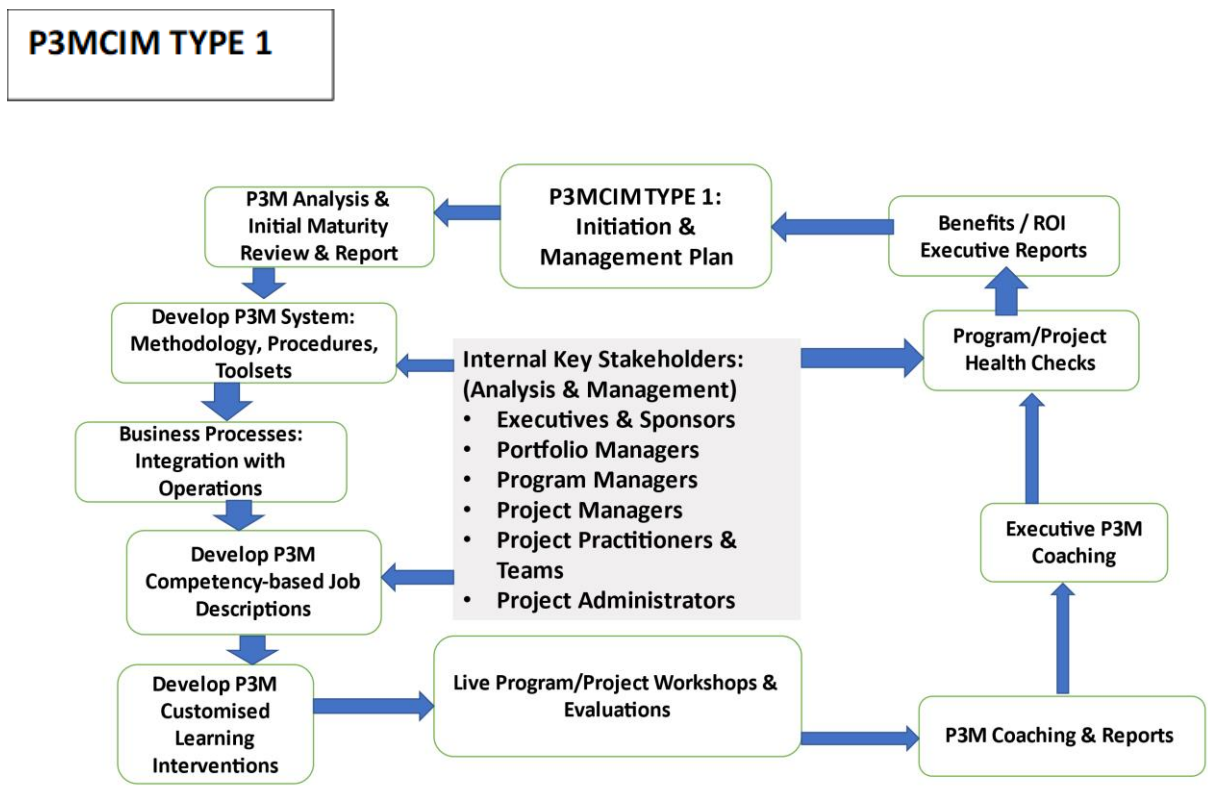 P3MCIM TYPE 1
P3MCIM TYPE 1:
Initiation &
Management Plan
P3M Analysis &
Initial Maturity
Review & Report
Develop P3M System:
Methodology, Procedures,
Toolsets
Business Processes:
Integration with
Operations
Develop P3M
Competency-based Job
Descriptions
Develop P3M
Customised
Learning
Interventions
Internal Key Stakeholders:
(Analysis & Management)
• Executives & Sponsors
• Portfolio Managers
• Program Managers
• Project Managers
• Project Practitioners &
Teams
• Project Administrators
Live Program/Project Workshops &
Evaluations
P3M Coaching & Reports
Executive P3M
Coaching
Program/Project
Health Checks
Benefits / ROI
Executive Reports